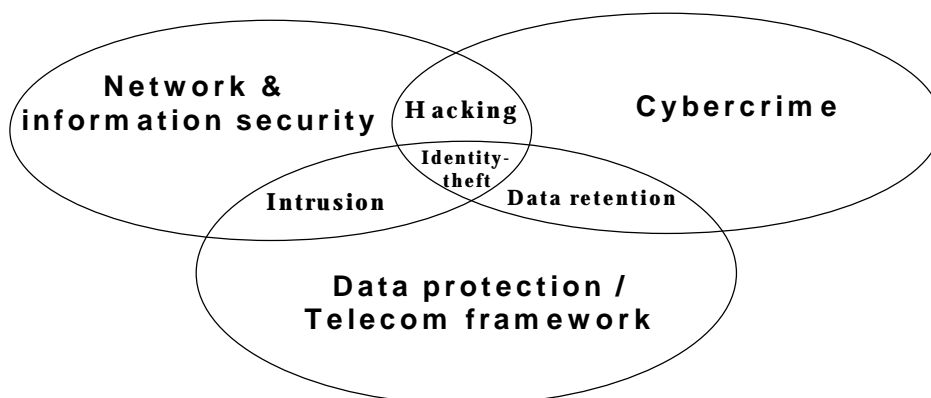 Network &
information security
Hacking
Cybercrime
Identity-
theft
Intrusion
Data retention
Data protection /
Telecom framework